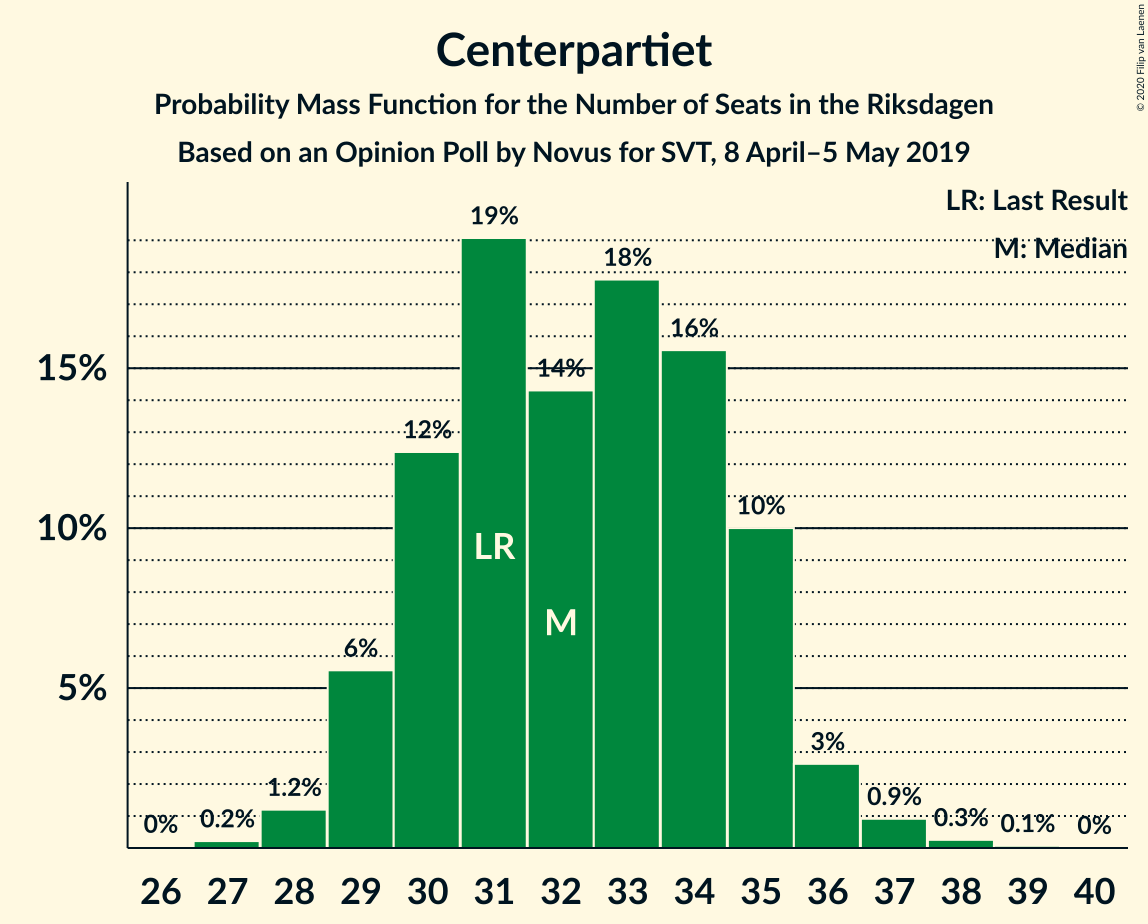 © 2020 Filip van Laenen
Centerpartiet
Probability Mass Function for the Number of Seats in the Riksdagen
Based on an Opinion Poll by Novus for SVT, 8 April–5 May 2019
LR: Last Result
M: Median
15%
10%
5%
0%
0.2%
1.2%
6%
12%
19%
14%
18%
16%
10%
3%
0.9%
0.3%
0.1%
0%
LR
M
26 27 28 29 30 31 32 33 34 35 36 37 38 39 40